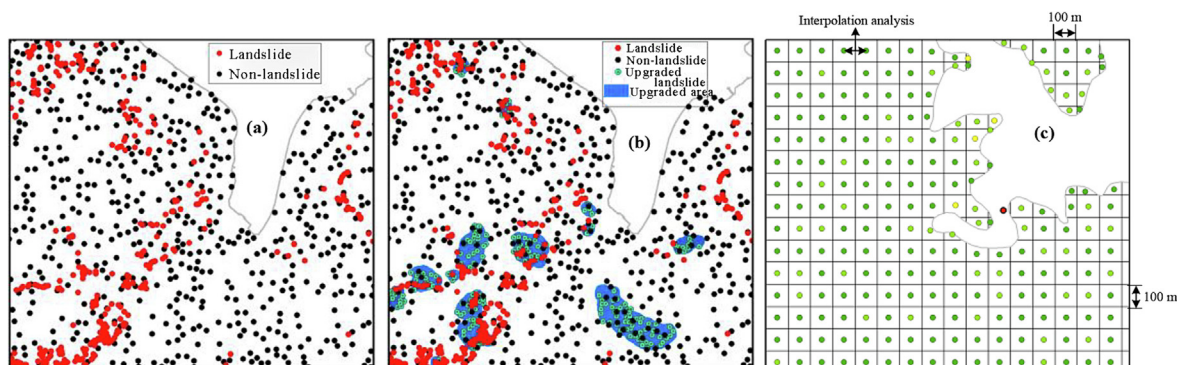 Landslide
Non-landslide
(a)
Landslide
Non-landslide
Upgraded
landslide
Upgraded area
(b)
Interpolation analysis
100 m
(c)
100 m